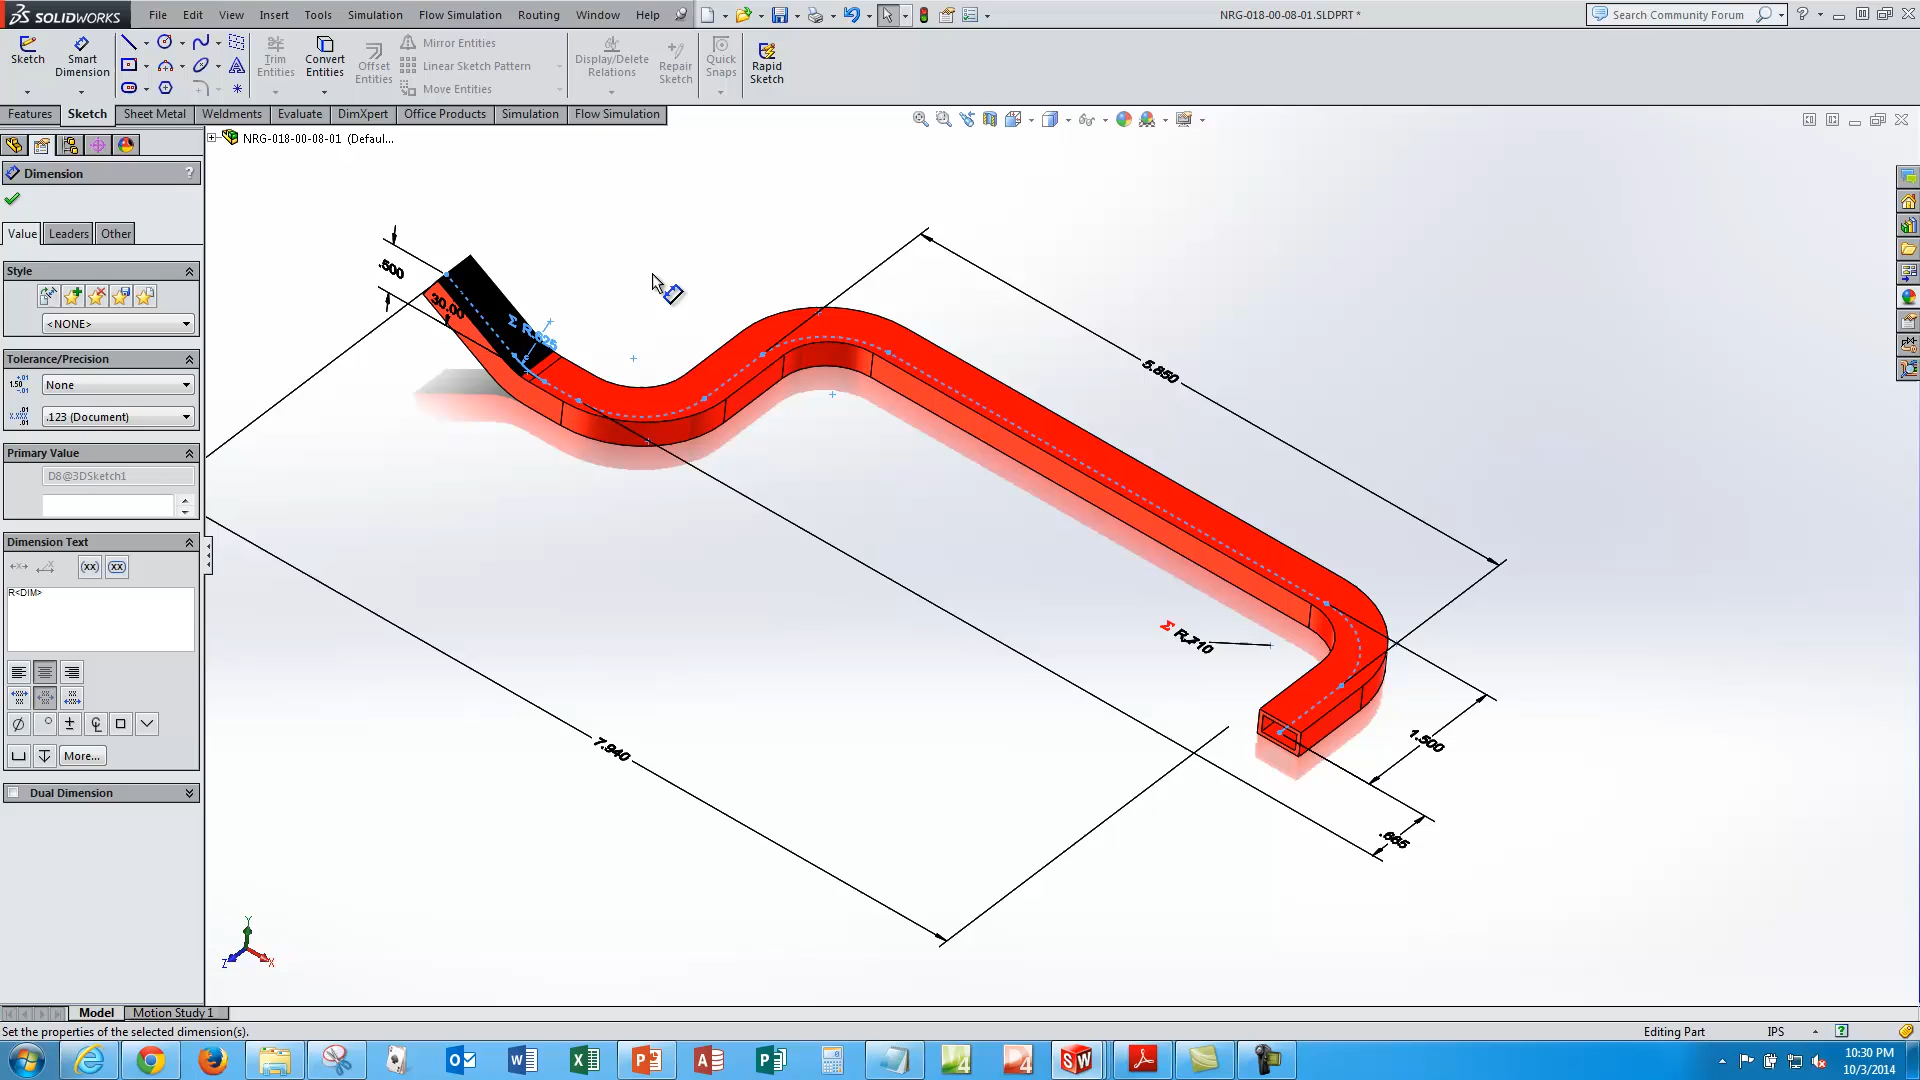 SOLIDWORKS
File Edit View Insert Tools Simulation Flow Simulation Routing Window Help
NRG-018-00-08-01.SLDPRT *
Search Community Forum
Sketch
Smart Dimension
Trim Entities
Convert Entities
Offset Entities
Mirror Entities
Linear Sketch Pattern
Move Entities
Display/Delete Relations
Repair Sketch
Quick Snaps
Rapid Sketch
Features Sketch Sheet Metal Weldments Evaluate DimXpert Office Products Simulation Flow Simulation
NRG-018-00-08-01 (Defaul...
Dimension ?
Value Leaders Other
Style
<NONE>
Tolerance/Precision
None
.123 (Document)
Primary Value
D8@3DSketch1
Dimension Text
R<DIM>
More...
Dual Dimension
.500
30.00
Σ R.625
5.850
Σ R.710
7.940
1.500
.665
Y
Z
X
Model Motion Study 1
Set the properties of the selected dimension(s).
Editing Part
IPS
10:30 PM
10/3/2014